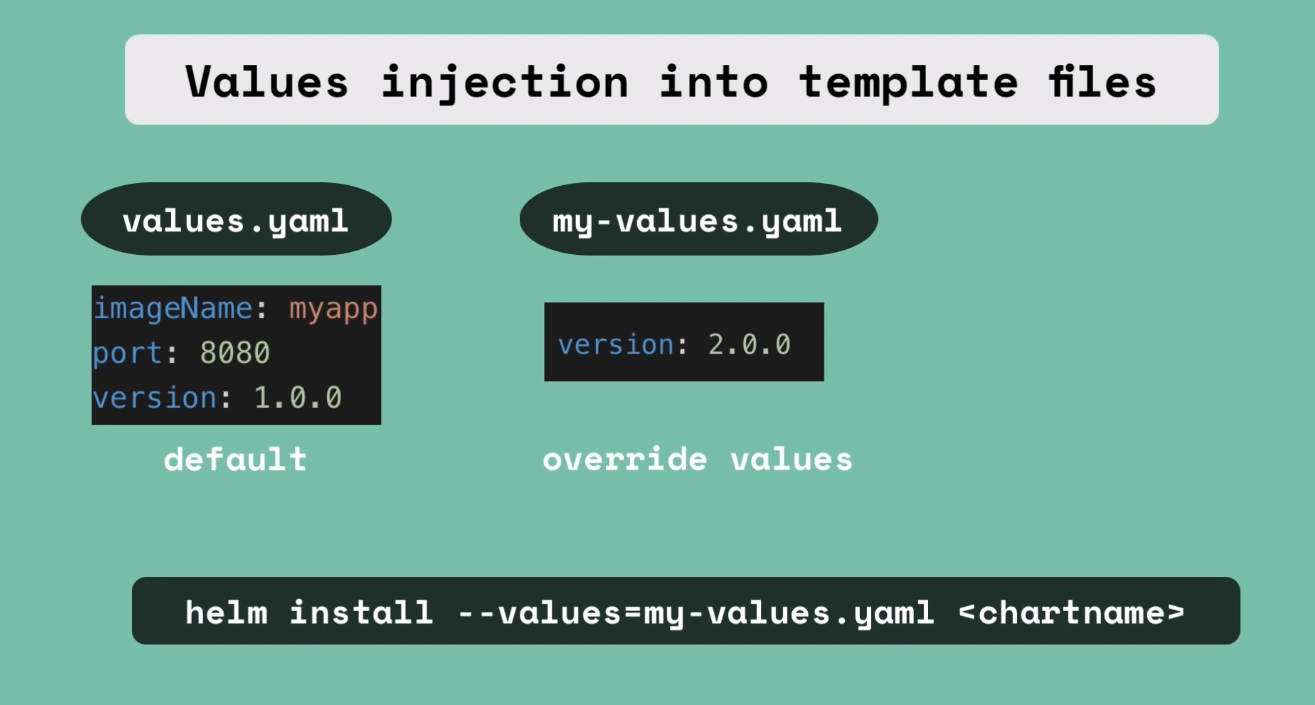 Values injection into template files
values.yaml
my-values.yaml
imageName: myapp
port: 8080
version: 1.0.0
version: 2.0.0
default
override values
helm install --values=my-values.yaml <chartname>